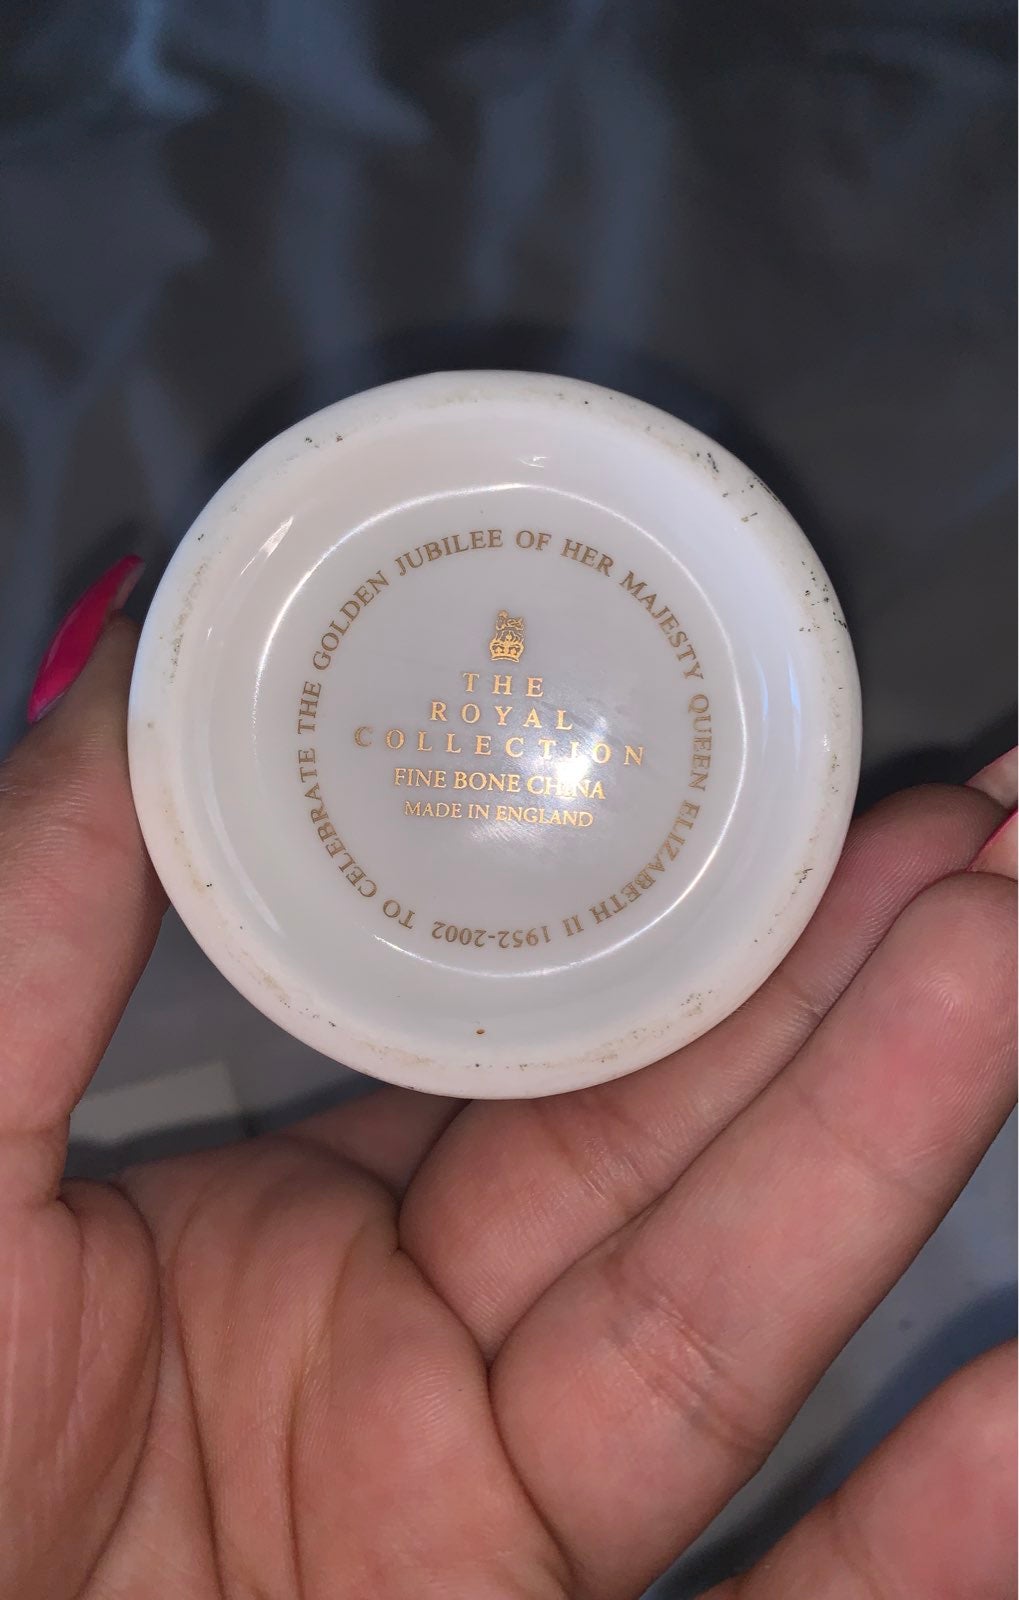 TO CELEBRATE THE GOLDEN JUBILEE OF HER MAJESTY QUEEN ELIZABETH II 1952-2002
THE
ROYAL
COLLECTION
FINE BONE CHINA
MADE IN ENGLAND